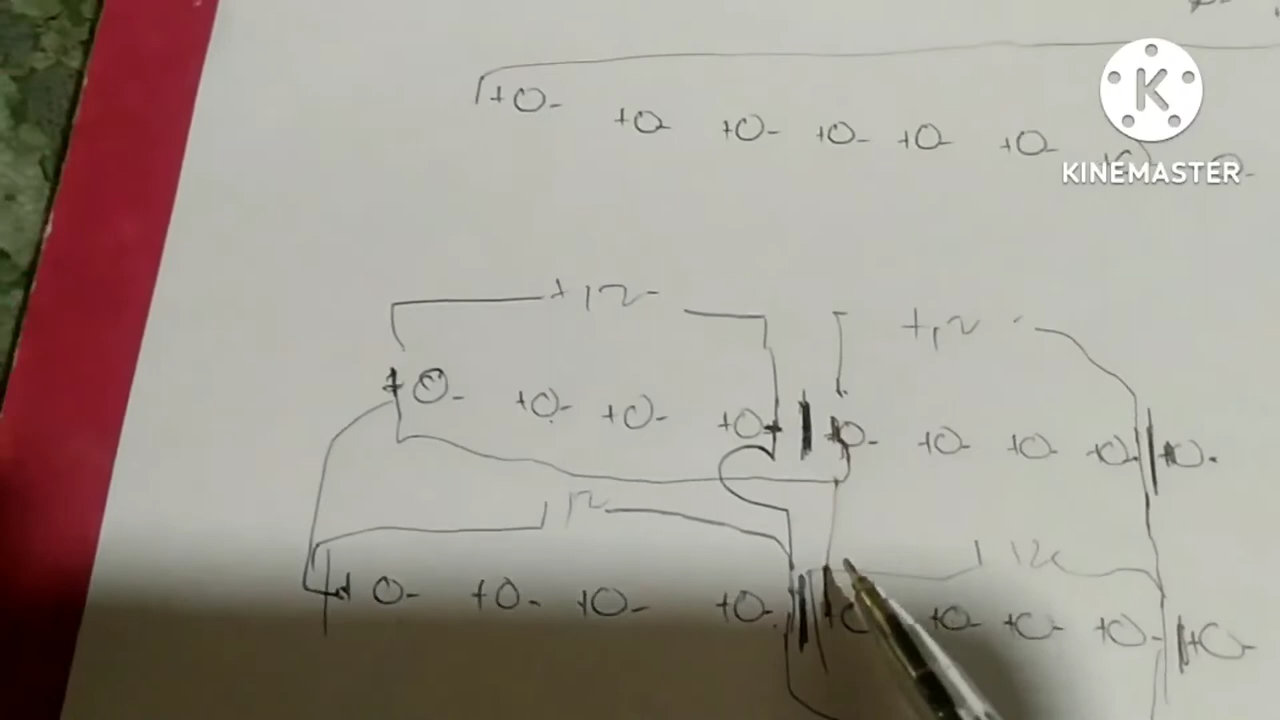 +O- +O- +O- +O- +O- +O-
K
KINEMASTER
+12- +12
+O- +O- +O- +O+ +O- +O- +O- +O- +O-
12 12
+O- +O- +O- +O- +O +O- +O- +O- +O-